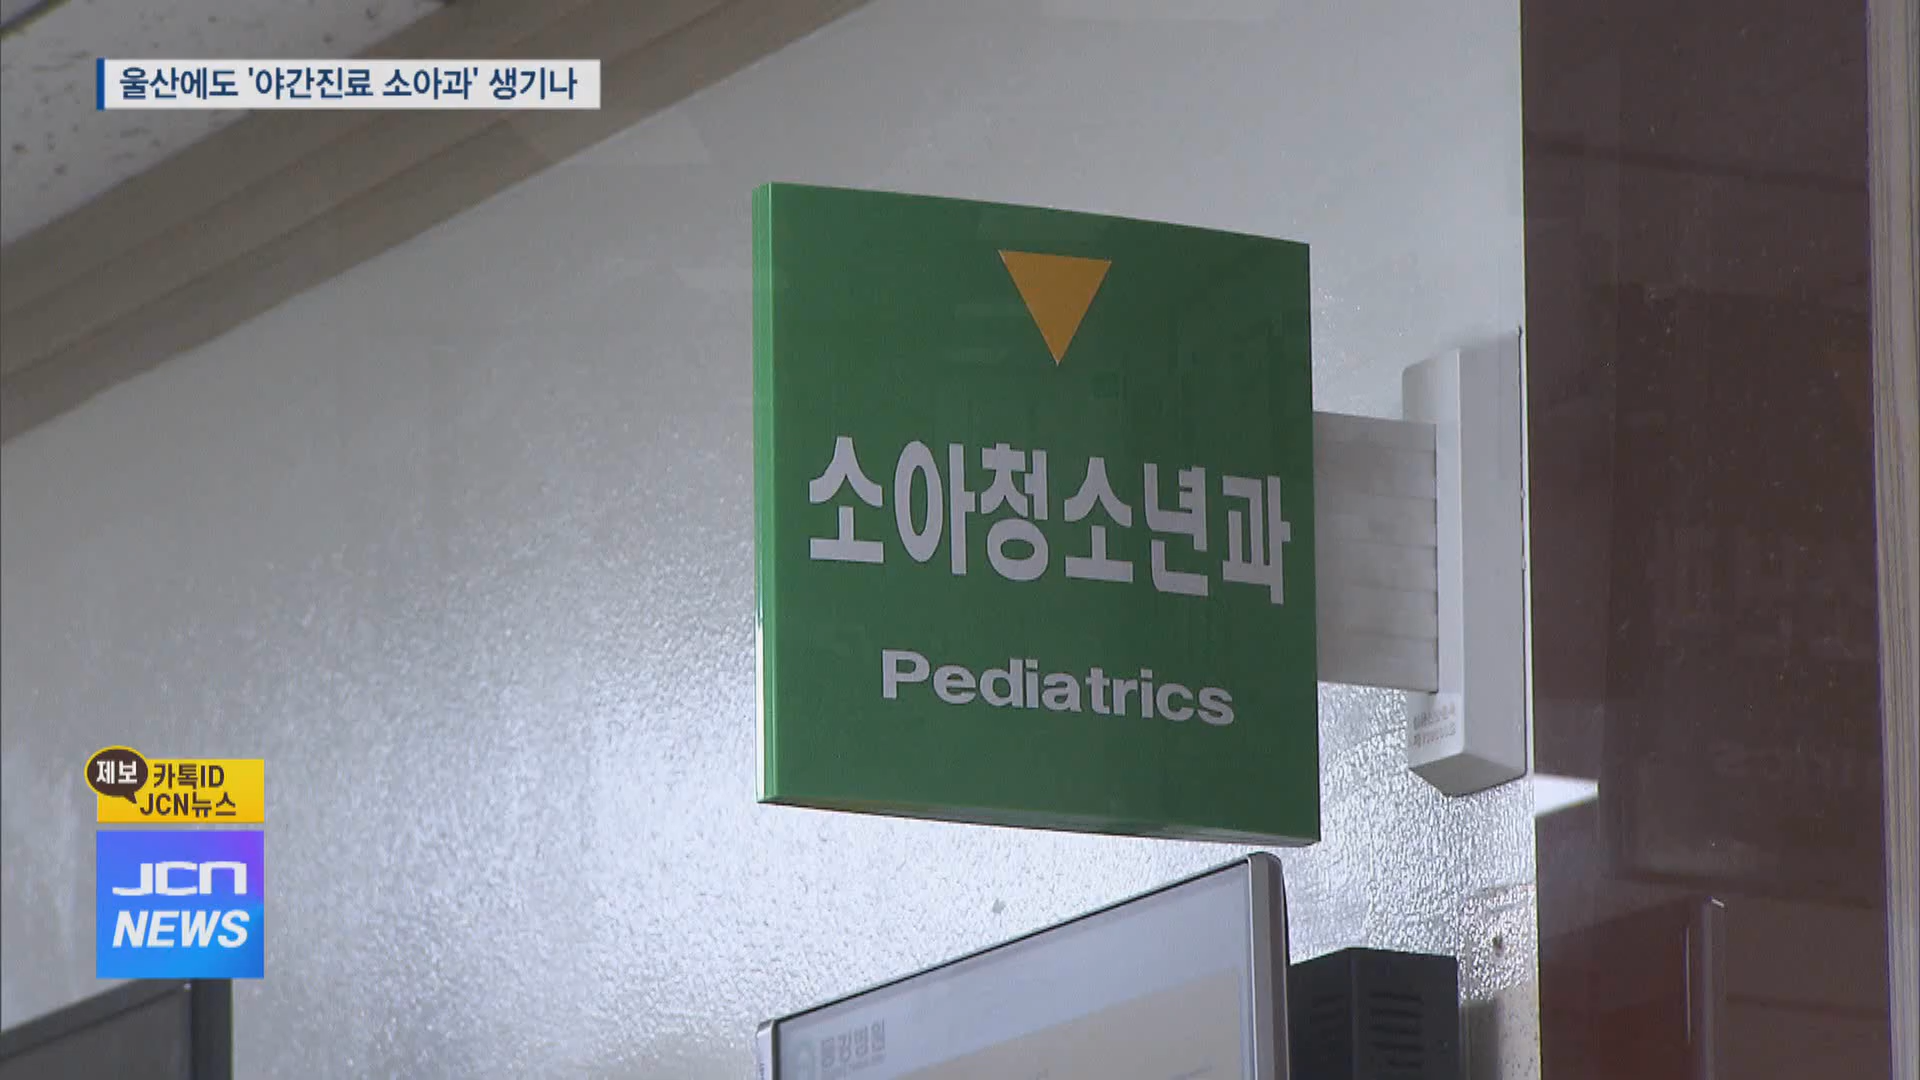 울산에도 '야간진료 소아과' 생기나
소아청소년과
Pediatrics
제보
카톡ID
JCN뉴스
JCN
NEWS